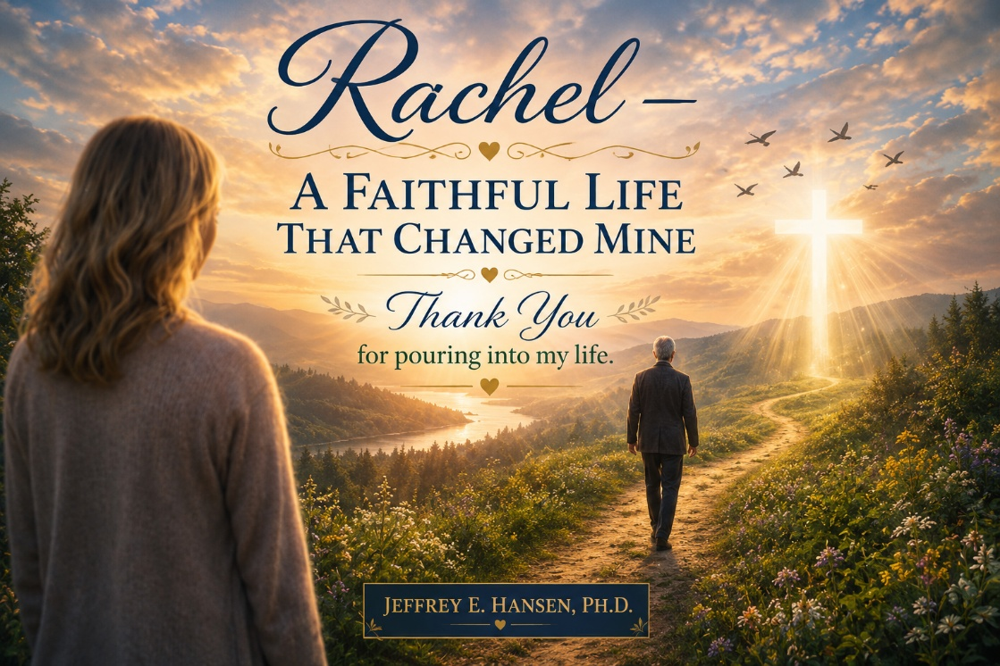 Rachel –
A Faithful Life
That Changed Mine
Thank You
for pouring into my life.
Jeffrey E. Hansen, Ph.D.